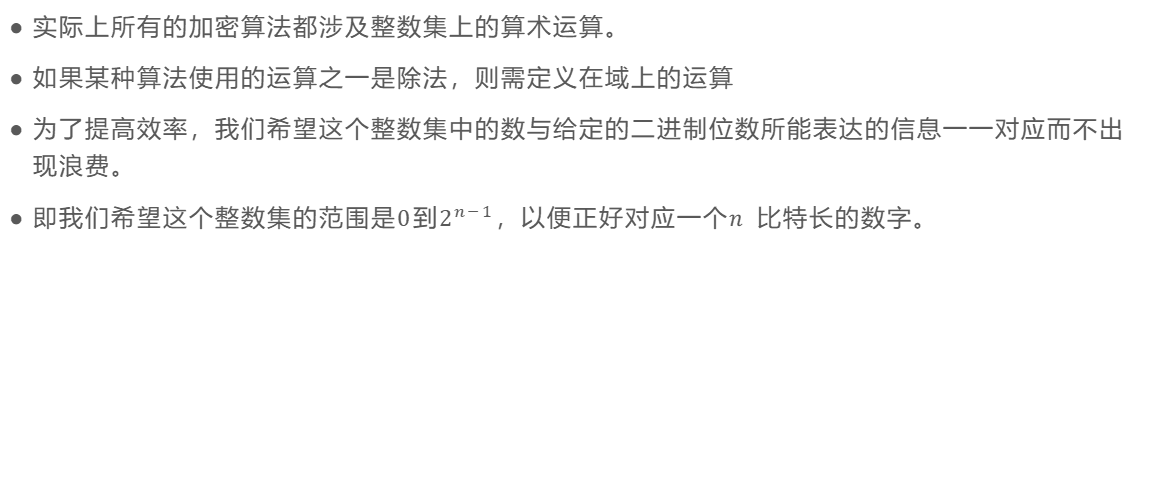 ● 实际上所有的加密算法都涉及整数集上的算术运算。
● 如果某种算法使用的运算之一是除法，则需定义在域上的运算
● 为了提高效率，我们希望这个整数集中的数与给定的二进制位数所能表达的信息一一对应而不出
现浪费。
● 即我们希望这个整数集的范围是0到2ⁿ⁻¹，以便正好对应一个n 比特长的数字。